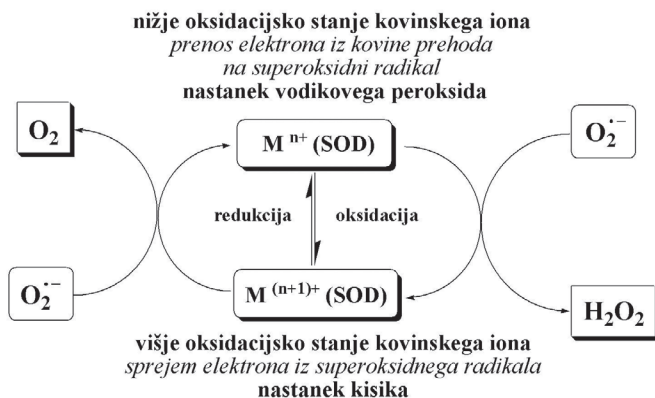 nižje oksidacijsko stanje kovinskega iona
prenos elektrona iz kovine prehoda
na superoksidni radikal
nastanek vodikovega peroksida
O₂
M ⁿ⁺ (SOD)
O₂˙⁻
redukcija
oksidacija
O₂˙⁻
M ⁽ⁿ⁺¹⁾⁺ (SOD)
H₂O₂
višje oksidacijsko stanje kovinskega iona
sprejem elektrona iz superoksidnega radikala
nastanek kisika